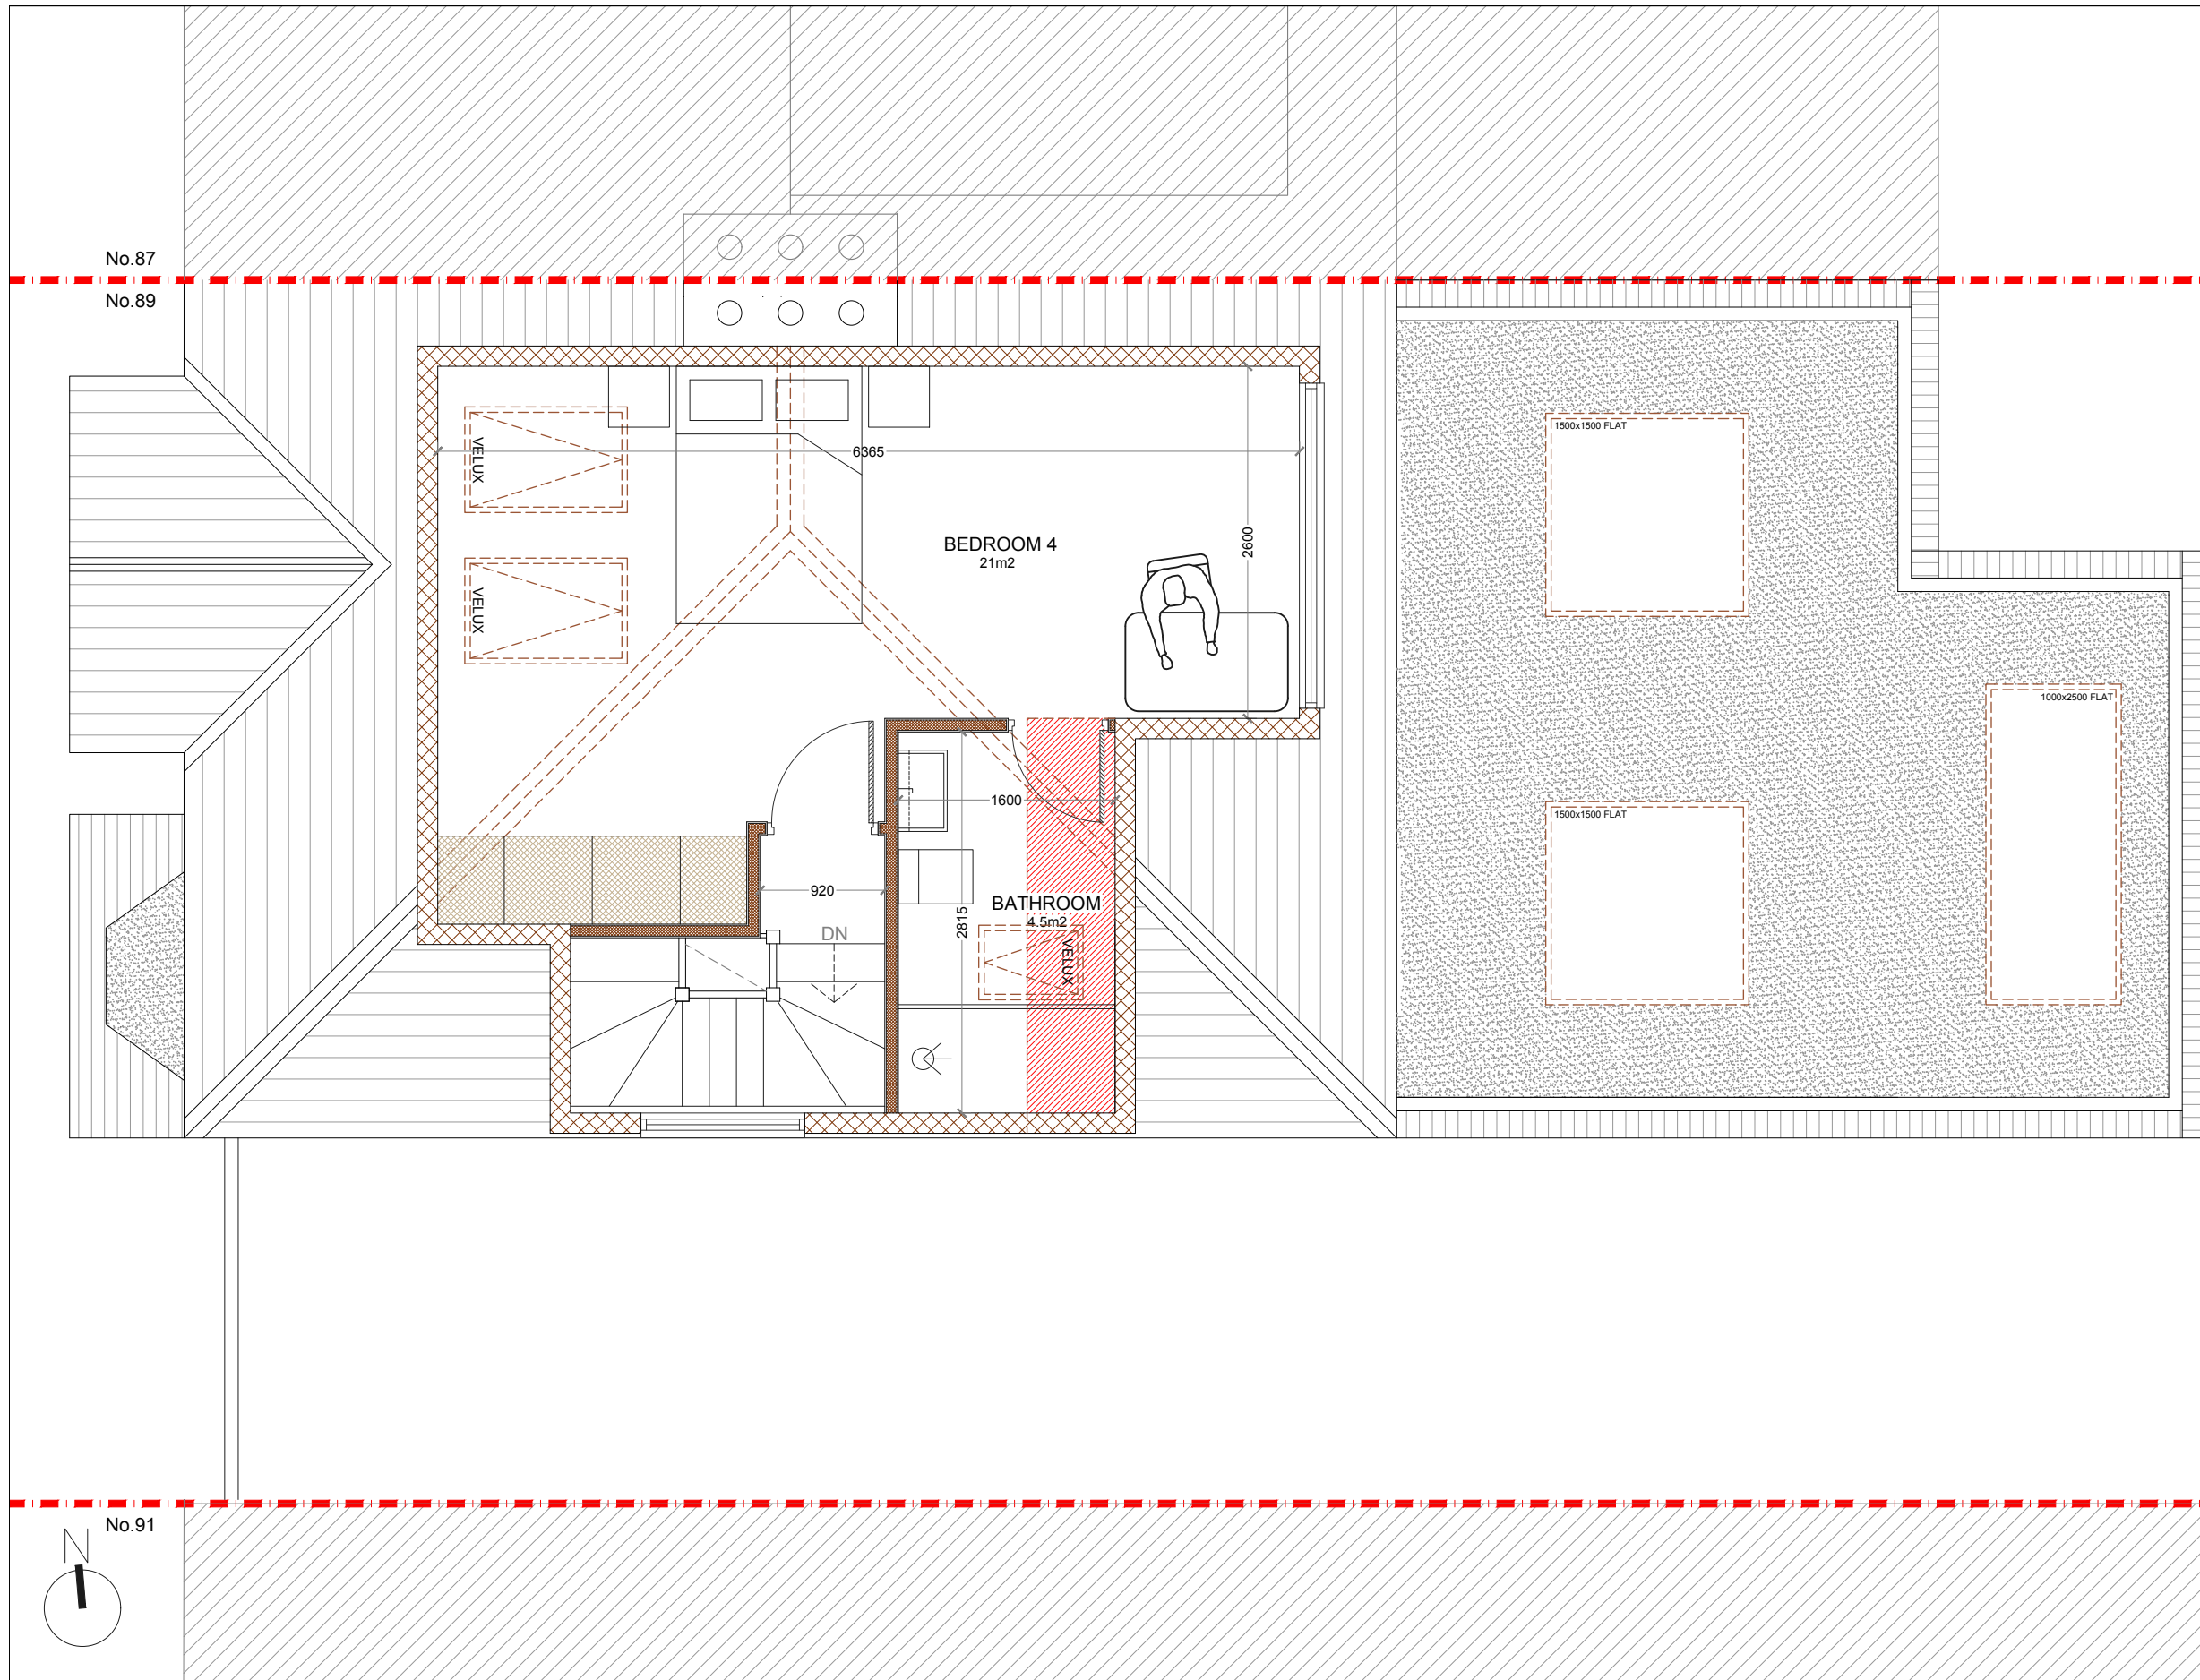 No.87
No.89
VELUX
6365
1500x1500 FLAT
BEDROOM 4
21m2
2600
VELUX
1000x2500 FLAT
1600
1500x1500 FLAT
920
BATHROOM
4.5m2
2815
DN
VELUX
No.91
N